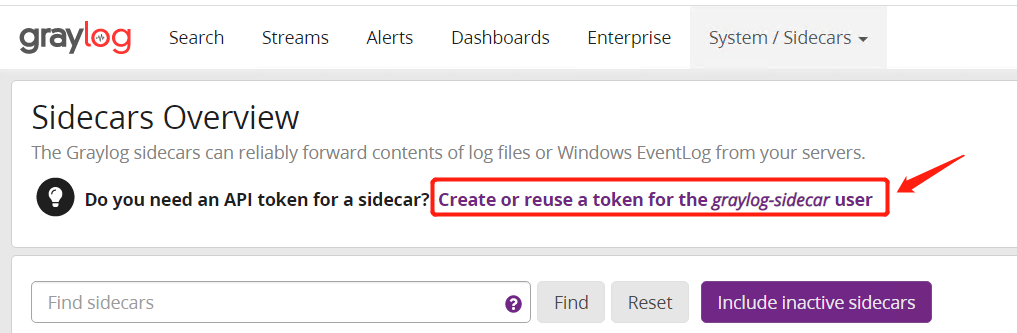 graylog Search Streams Alerts Dashboards Enterprise System / Sidecars
Sidecars Overview
The Graylog sidecars can reliably forward contents of log files or Windows EventLog from your servers.
Do you need an API token for a sidecar? Create or reuse a token for the graylog-sidecar user
Find sidecars ? Find Reset Include inactive sidecars